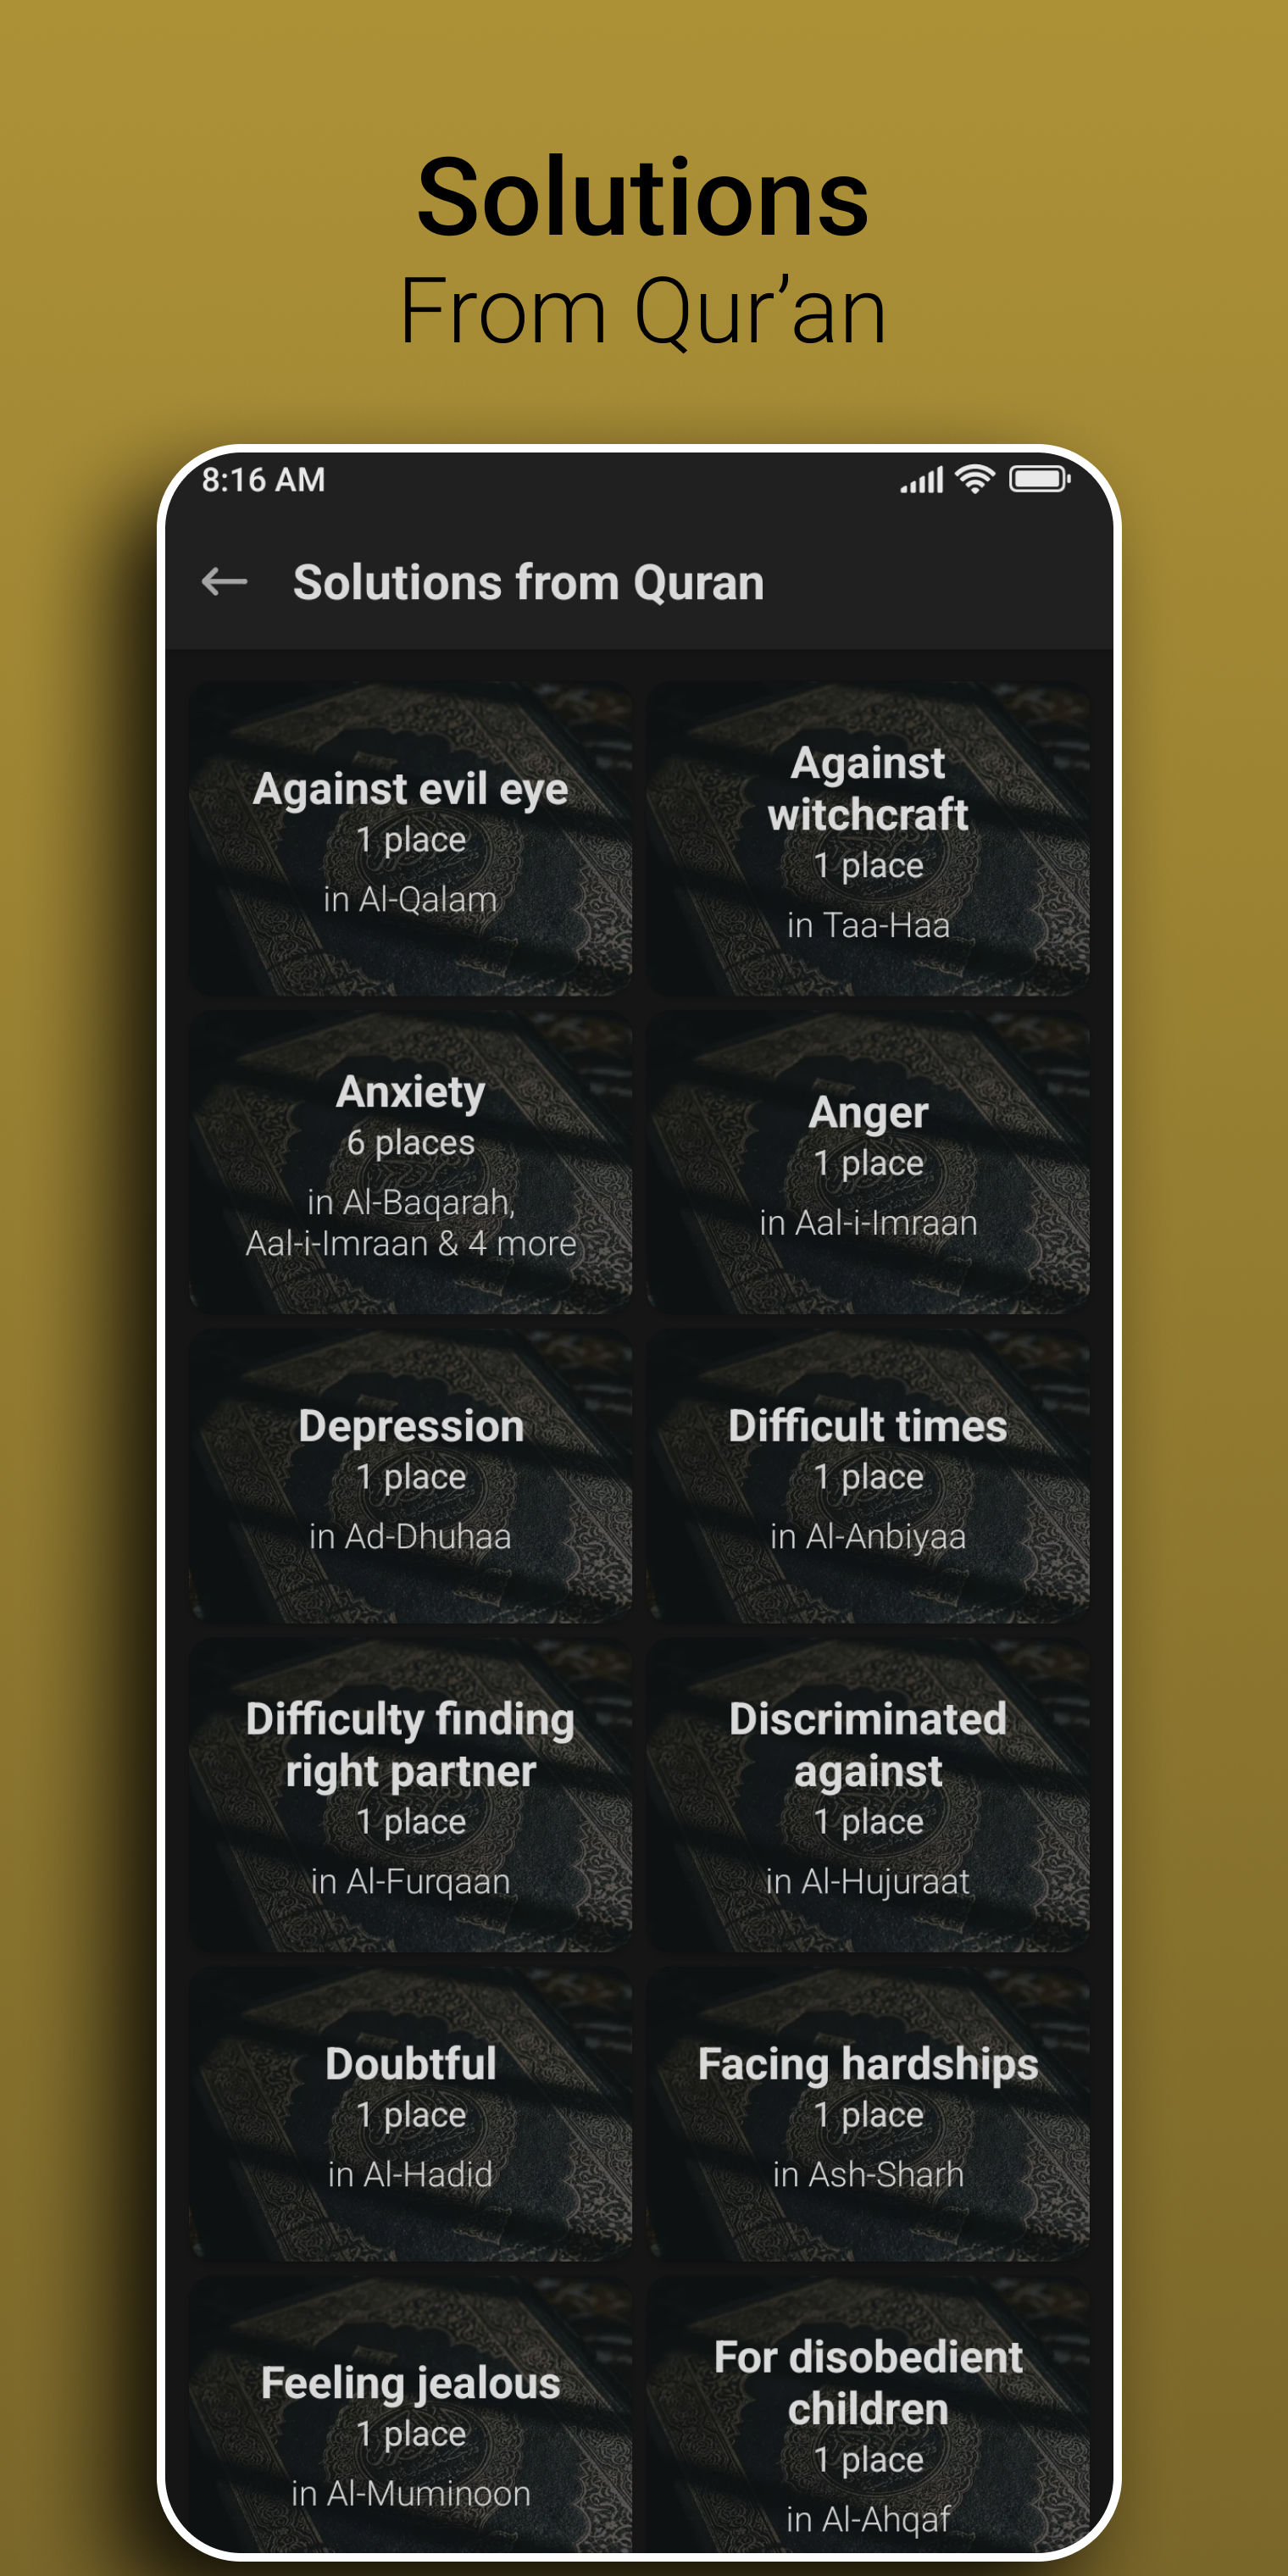 Solutions
From Qur’an
8:16 AM
Solutions from Quran
Against evil eye
1 place
in Al-Qalam
Against
witchcraft
1 place
in Taa-Haa
Anxiety
6 places
in Al-Baqarah,
Aal-i-Imraan & 4 more
Anger
1 place
in Aal-i-Imraan
Depression
1 place
in Ad-Dhuhaa
Difficult times
1 place
in Al-Anbiyaa
Difficulty finding
right partner
1 place
in Al-Furqaan
Discriminated
against
1 place
in Al-Hujuraat
Doubtful
1 place
in Al-Hadid
Facing hardships
1 place
in Ash-Sharh
Feeling jealous
1 place
in Al-Muminoon
For disobedient
children
1 place
in Al-Ahqaf